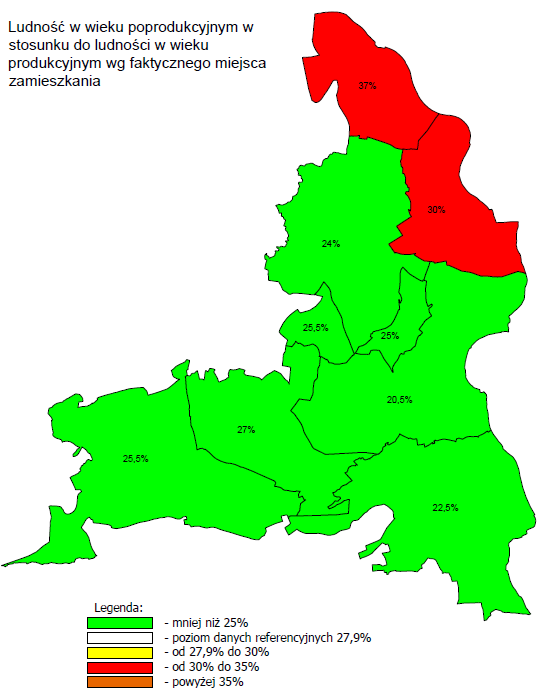 Ludność w wieku poprodukcyjnym w
stosunku do ludności w wieku
produkcyjnym wg faktycznego miejsca
zamieszkania
37%
30%
24%
25,5%
25%
20,5%
27%
25,5%
22,5%
Legenda:
- mniej niż 25%
- poziom danych referencyjnych 27,9%
- od 27,9% do 30%
- od 30% do 35%
- powyżej 35%